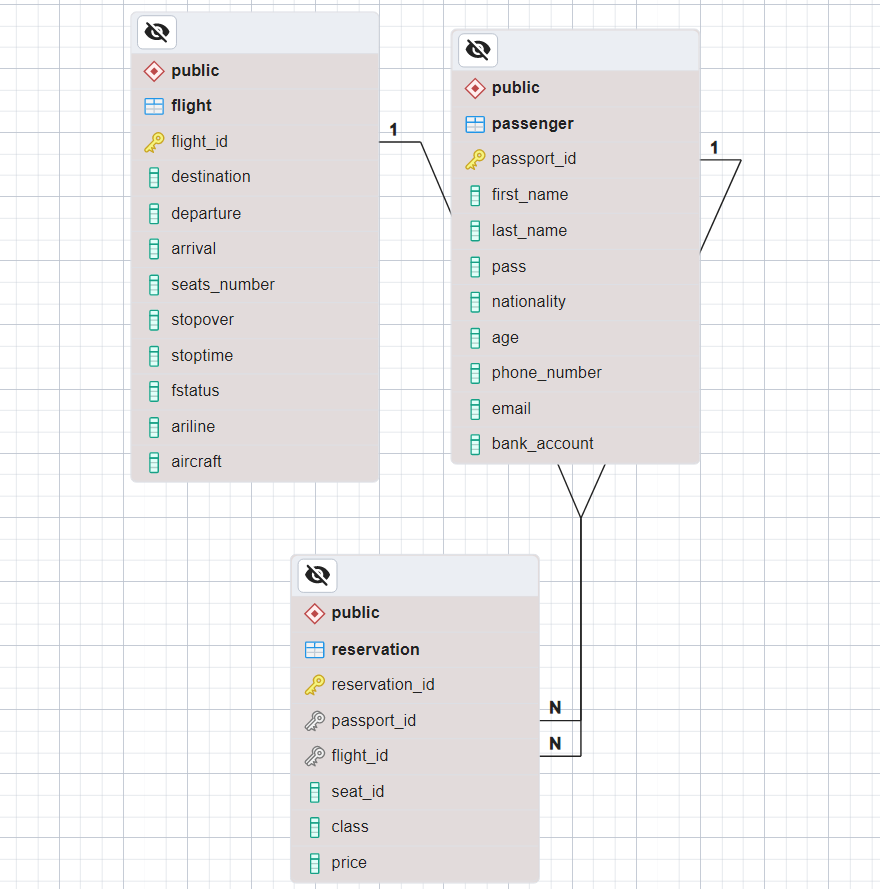 public
flight
flight_id
destination
departure
arrival
seats_number
stopover
stoptime
fstatus
ariline
aircraft
1
public
passenger
passport_id
first_name
last_name
pass
nationality
age
phone_number
email
bank_account
1
public
reservation
reservation_id
passport_id
flight_id
seat_id
class
price
N
N